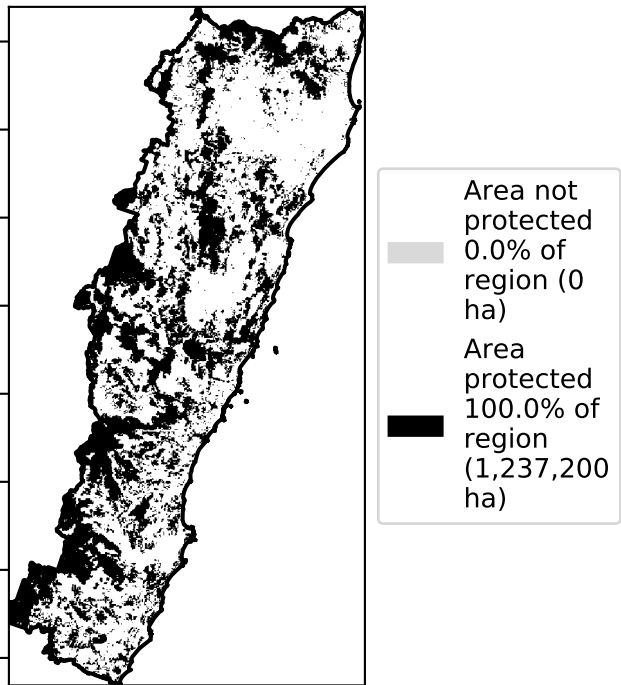 Area not
protected
0.0% of
region (0
ha)
Area
protected
100.0% of
region
(1,237,200
ha)